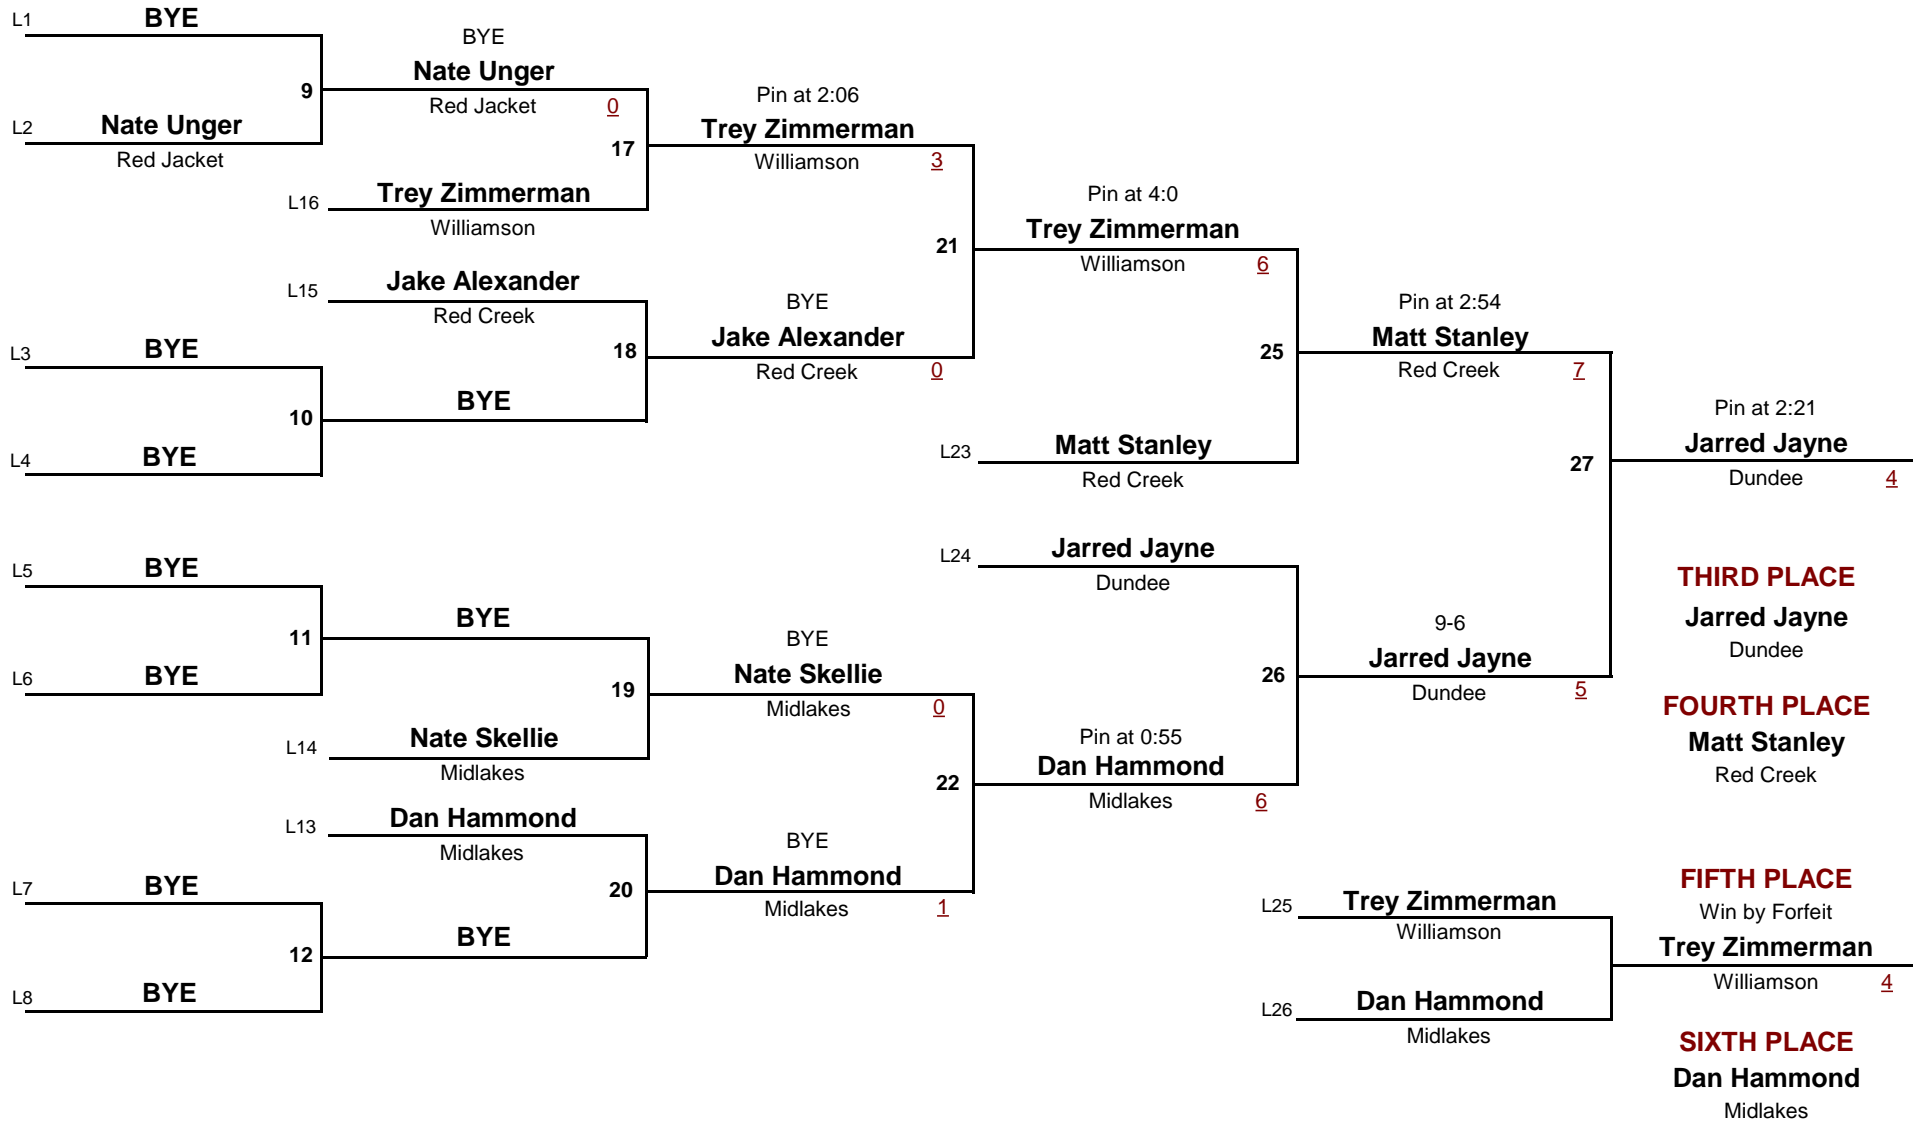 L1
BYE
9
L2
Nate Unger
Red Jacket
BYE
Nate Unger
Red Jacket
0
17
L16
Trey Zimmerman
Williamson
Pin at 2:06
Trey Zimmerman
Williamson
3
L15
Jake Alexander
Red Creek
18
L3
BYE
10
L4
BYE
BYE
BYE
Jake Alexander
Red Creek
0
21
Pin at 4:0
Trey Zimmerman
Williamson
6
25
L23
Matt Stanley
Red Creek
Pin at 2:54
Matt Stanley
Red Creek
7
27
Pin at 2:21
Jarred Jayne
Dundee
4
L5
BYE
11
L6
BYE
BYE
19
L14
Nate Skellie
Midlakes
BYE
Nate Skellie
Midlakes
0
22
L13
Dan Hammond
Midlakes
20
L7
BYE
12
L8
BYE
BYE
BYE
Dan Hammond
Midlakes
1
L24
Jarred Jayne
Dundee
26
Pin at 0:55
Dan Hammond
Midlakes
6
9-6
Jarred Jayne
Dundee
5
THIRD PLACE
Jarred Jayne
Dundee
FOURTH PLACE
Matt Stanley
Red Creek
L25
Trey Zimmerman
Williamson
L26
Dan Hammond
Midlakes
FIFTH PLACE
Win by Forfeit
Trey Zimmerman
Williamson
4
SIXTH PLACE
Dan Hammond
Midlakes